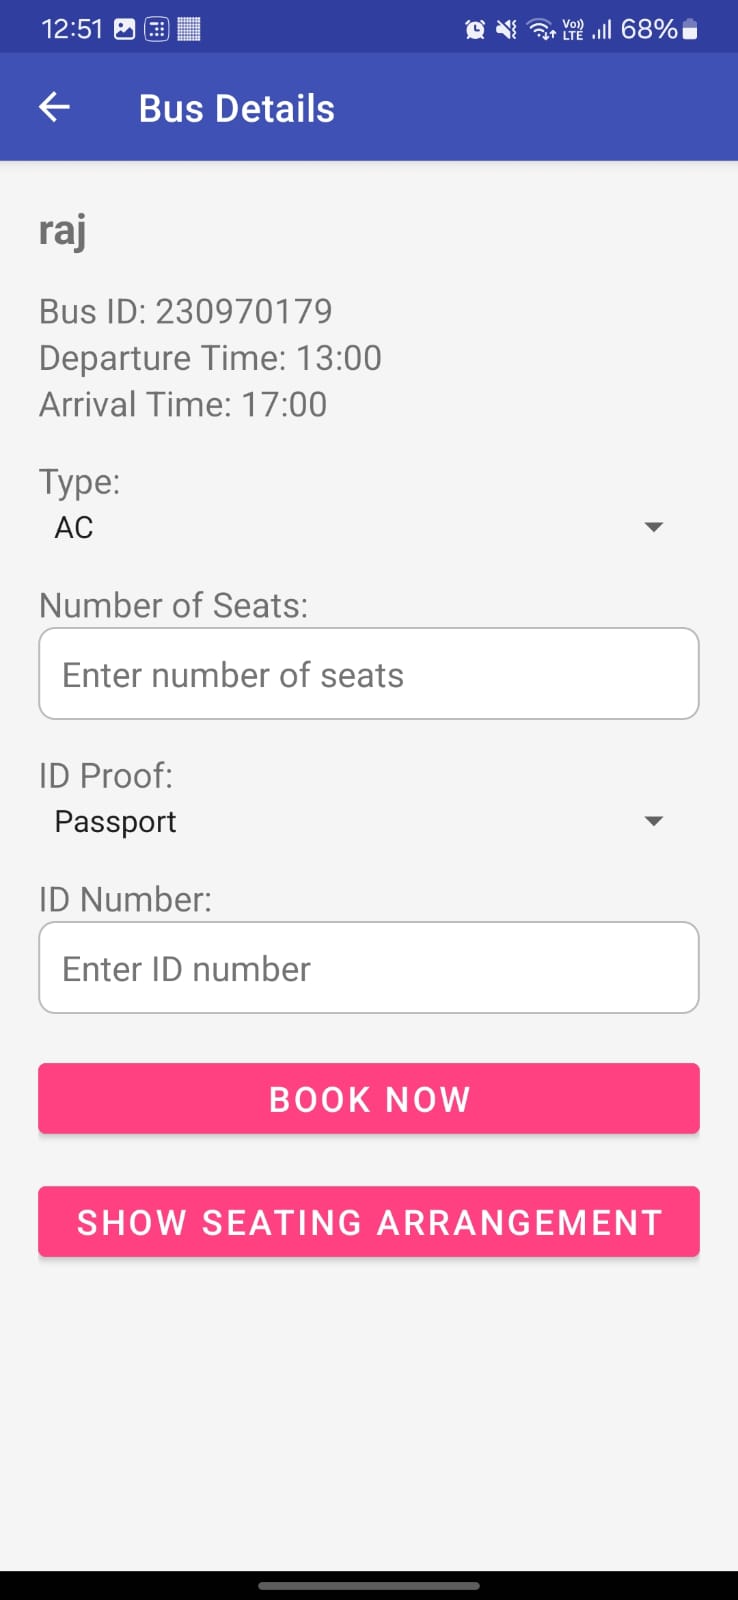 12:51 Vo)) LTE 68%
Bus Details
raj
Bus ID: 230970179
Departure Time: 13:00
Arrival Time: 17:00
Type:
AC
Number of Seats:
Enter number of seats
ID Proof:
Passport
ID Number:
Enter ID number
BOOK NOW
SHOW SEATING ARRANGEMENT